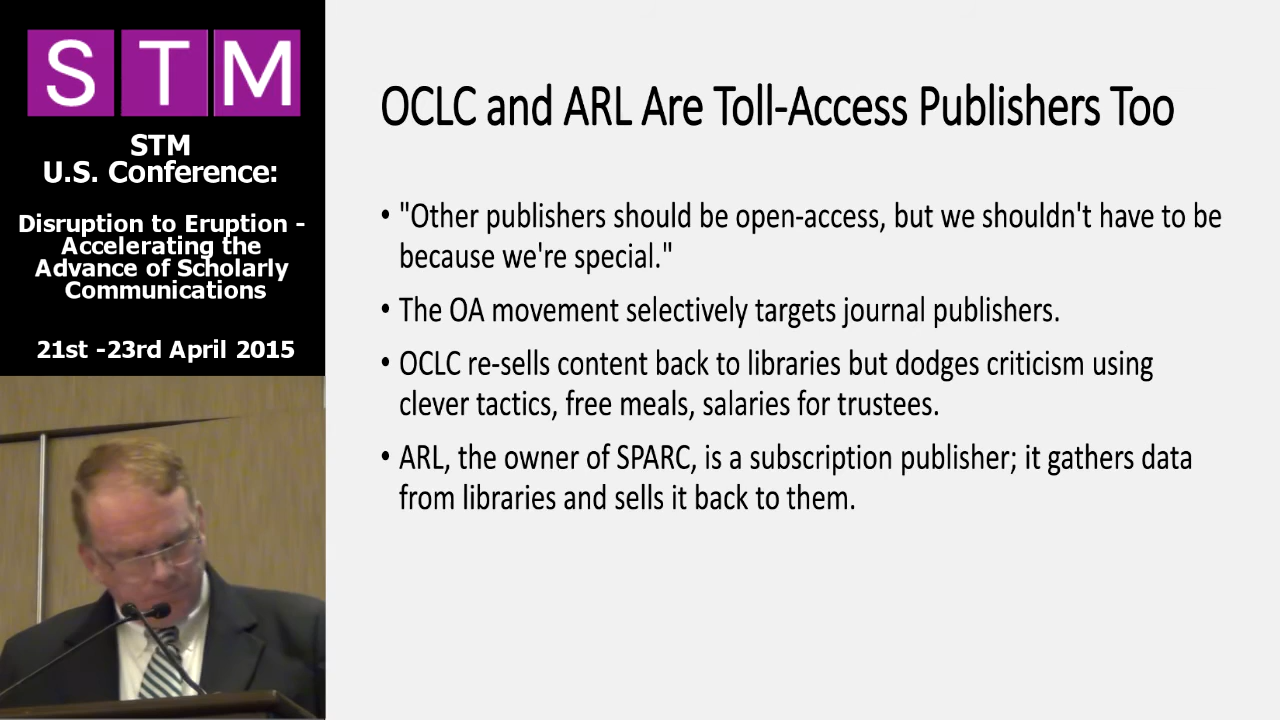 STM
STM
U.S. Conference:
Disruption to Eruption -
Accelerating the
Advance of Scholarly
Communications
21st -23rd April 2015
OCLC and ARL Are Toll-Access Publishers Too
• "Other publishers should be open-access, but we shouldn't have to be
because we're special."
• The OA movement selectively targets journal publishers.
• OCLC re-sells content back to libraries but dodges criticism using
clever tactics, free meals, salaries for trustees.
• ARL, the owner of SPARC, is a subscription publisher; it gathers data
from libraries and sells it back to them.